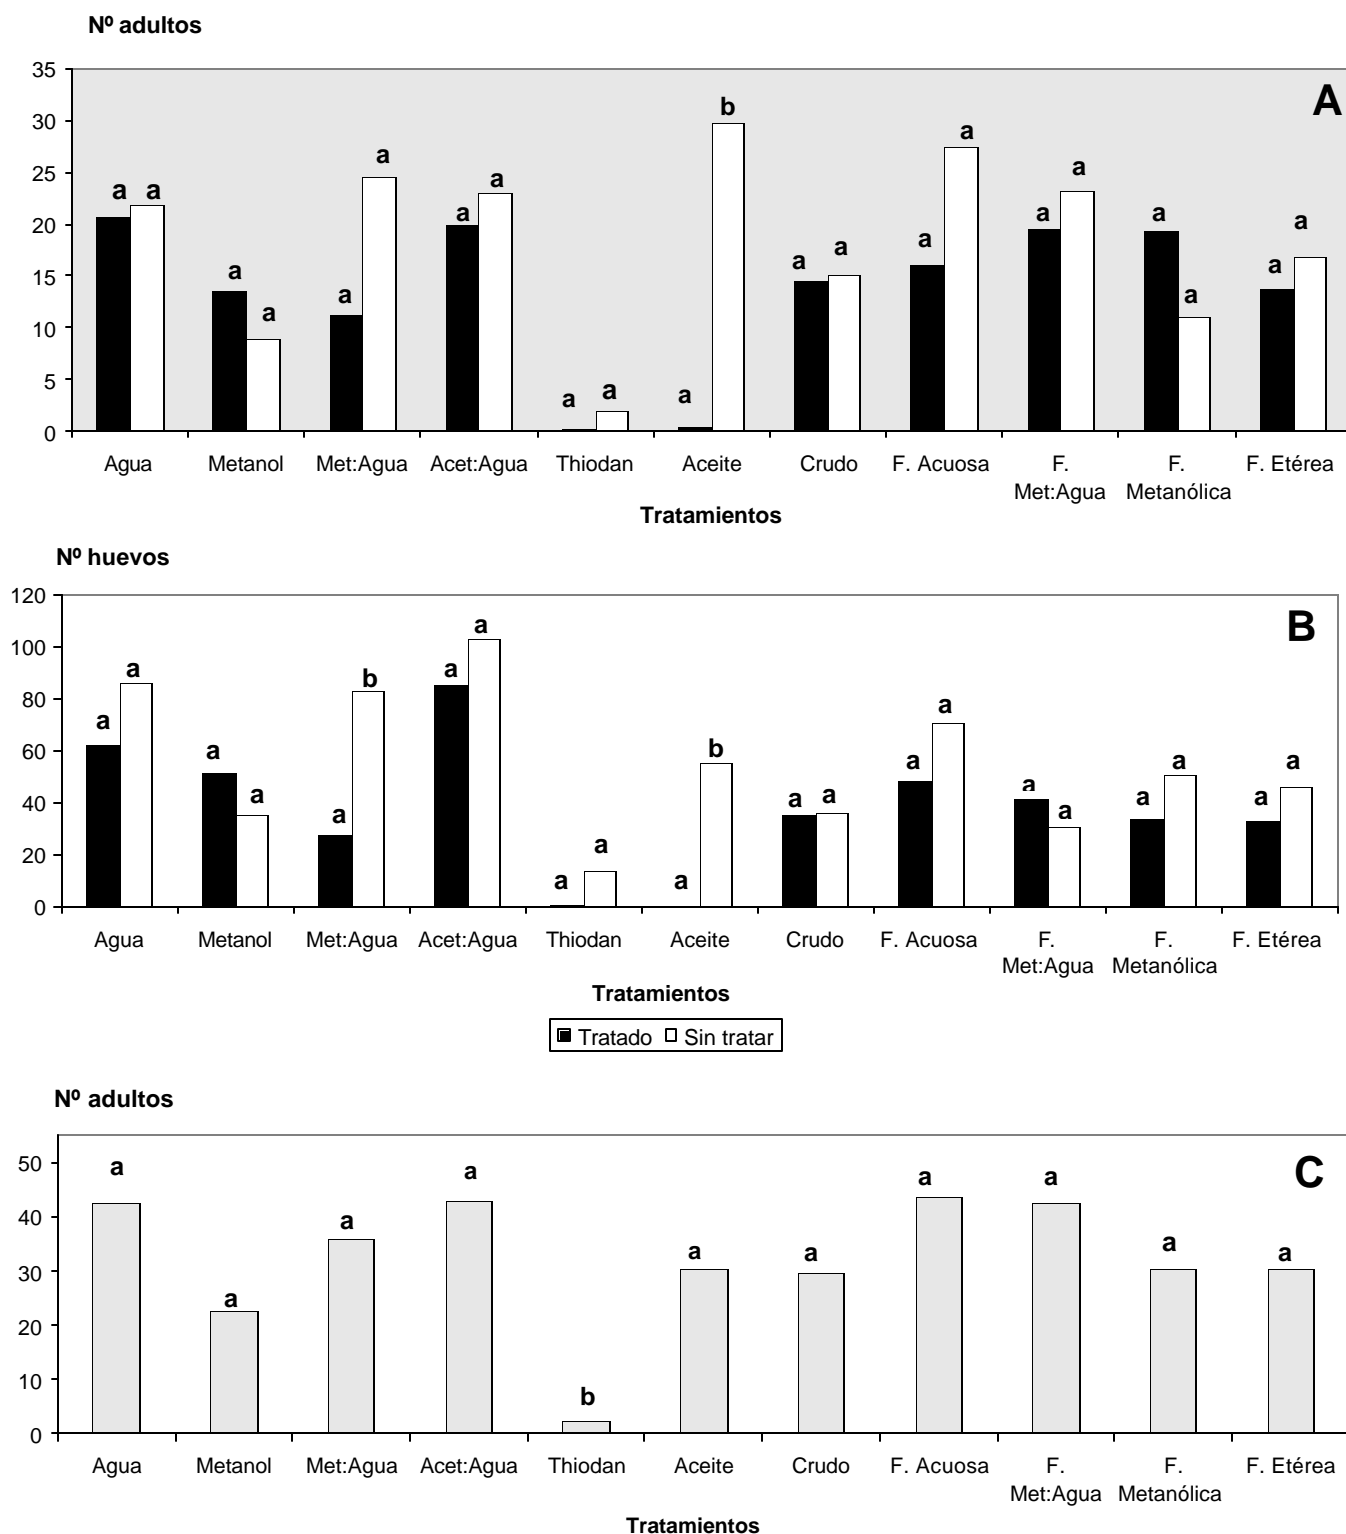 Nº adultos
A
35
30
25
20
15
10
5
0
a a a a a a a a a a a b a a a a a a a a a a
Agua Metanol Met:Agua Acet:Agua Thiodan Aceite Crudo F. Acuosa F. Met:Agua F. Metanólica F. Etérea
Tratamientos
Nº huevos
B
120
100
80
60
40
20
0
a a a a a b a a a a a b a a a a a a a a a a
Agua Metanol Met:Agua Acet:Agua Thiodan Aceite Crudo F. Acuosa F. Met:Agua F. Metanólica F. Etérea
Tratamientos
Tratado Sin tratar
Nº adultos
C
50
40
30
20
10
0
a a a a b a a a a a a
Agua Metanol Met:Agua Acet:Agua Thiodan Aceite Crudo F. Acuosa F. Met:Agua F. Metanólica F. Etérea
Tratamientos